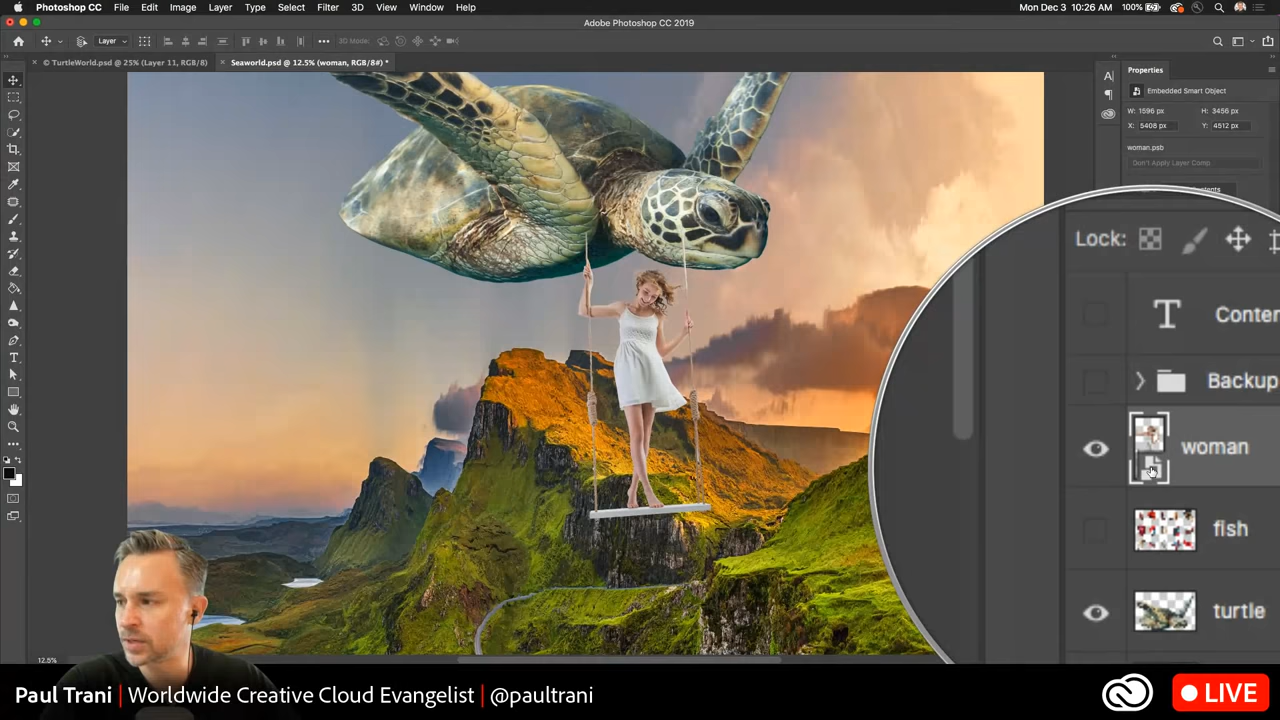 Photoshop CC File Edit Image Layer Type Select Filter 3D View Window Help Mon Dec 3 10:26 AM 100%
Adobe Photoshop CC 2019
Layer 3D Mode:
× © TurtleWorld.psd @ 25% (Layer 11, RGB/8) × Seaworld.psd @ 12.5% (woman, RGB/8#) *
Properties
Embedded Smart Object
W: 1596 px H: 3456 px
X: 5408 px Y: 4512 px
woman.psb
Don't Apply Layer Comp
Lock:
Backup
woman
fish
turtle
12.5%
Paul Trani | Worldwide Creative Cloud Evangelist | @paultrani
LIVE